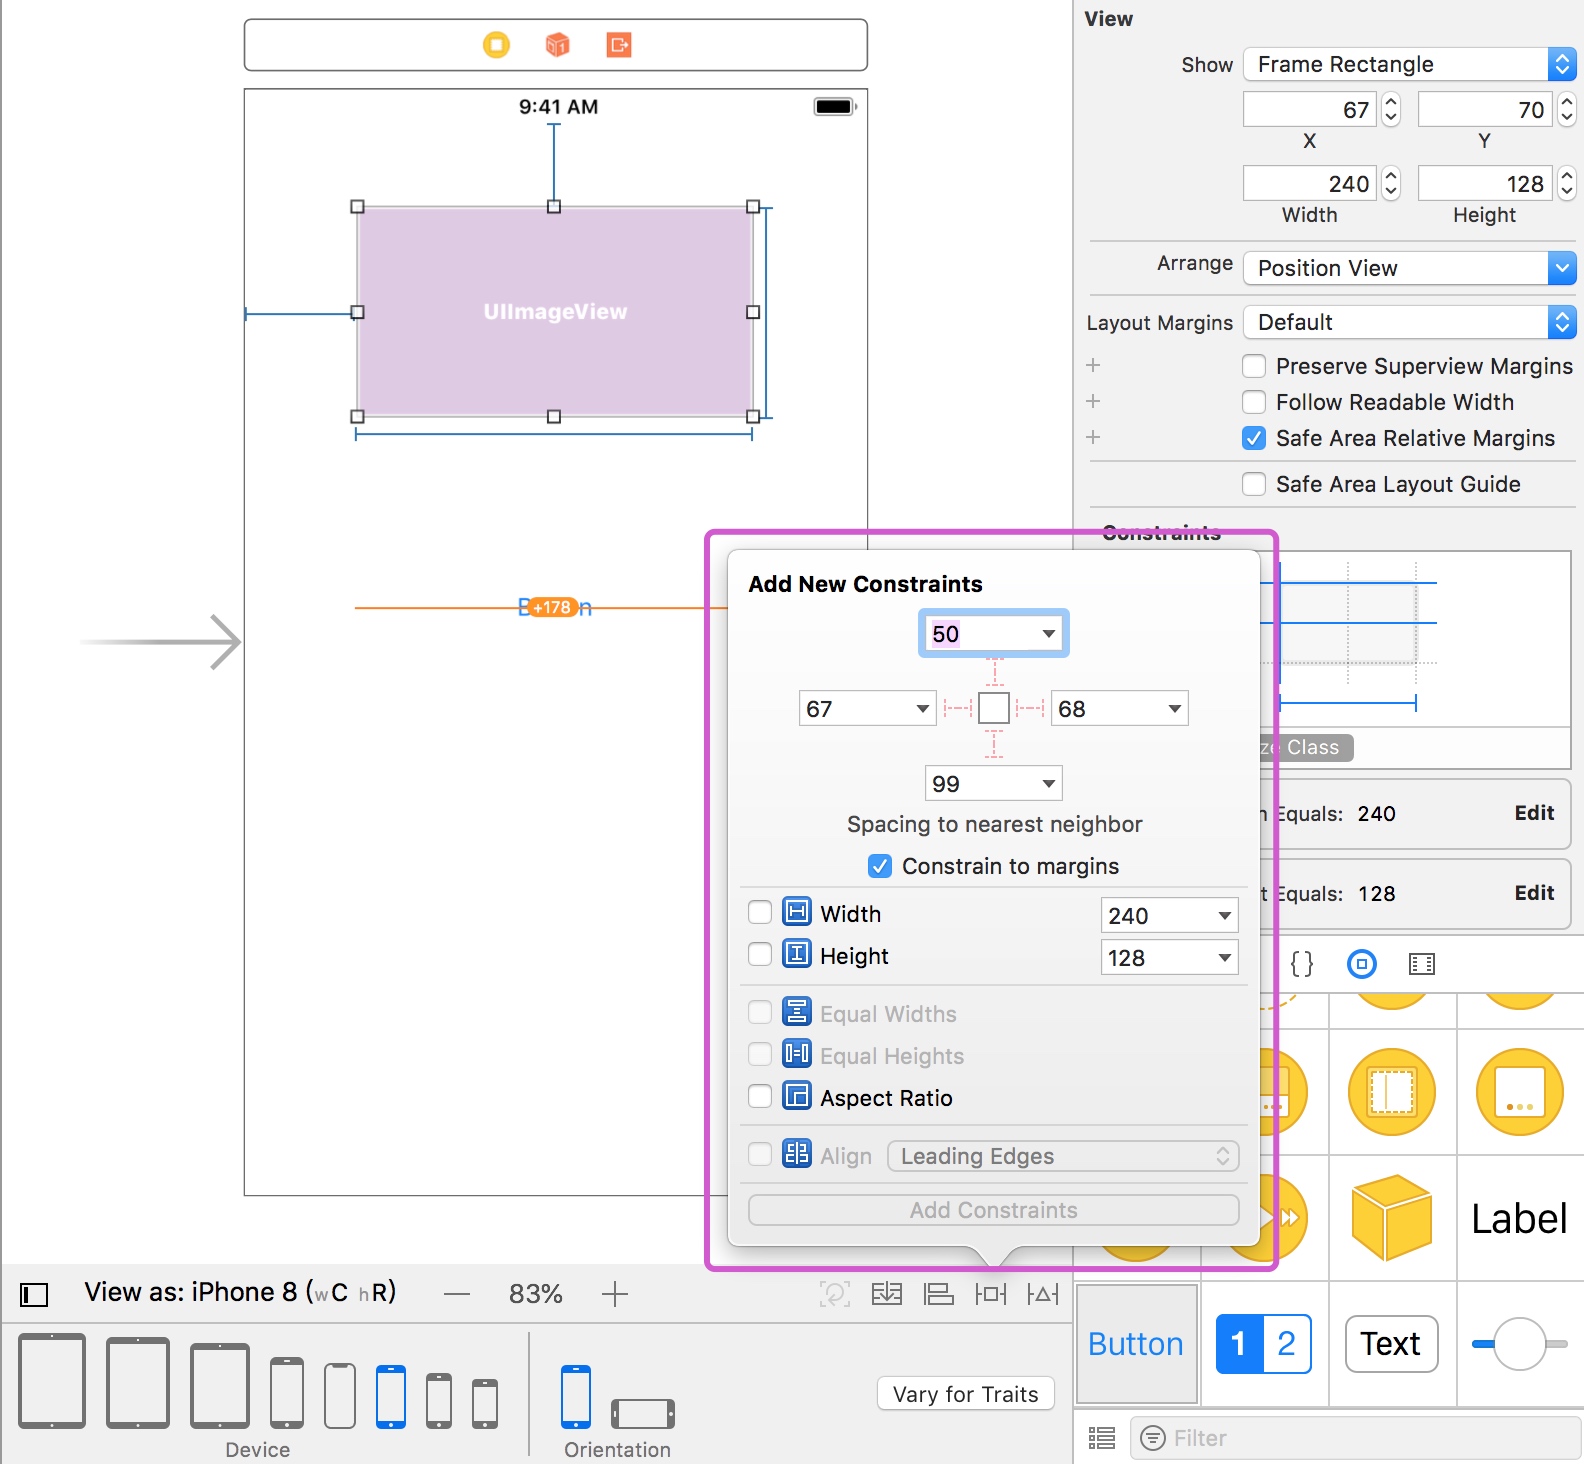 View
Show Frame Rectangle
9:41 AM
67 70
X Y
240 128
Width Height
Arrange Position View
UIImageView
Layout Margins Default
Preserve Superview Margins
Follow Readable Width
Safe Area Relative Margins
Safe Area Layout Guide
Constraints
Add New Constraints
+178
50
67 68
99
Spacing to nearest neighbor
Constrain to margins
Width 240
Height 128
Equal Widths
Equal Heights
Aspect Ratio
Align Leading Edges
Add Constraints
ze Class
n Equals: 240 Edit
t Equals: 128 Edit
{}
Label
View as: iPhone 8 (wC hR) — 83% +
Button 1 2 Text
Vary for Traits
Device Orientation
Filter